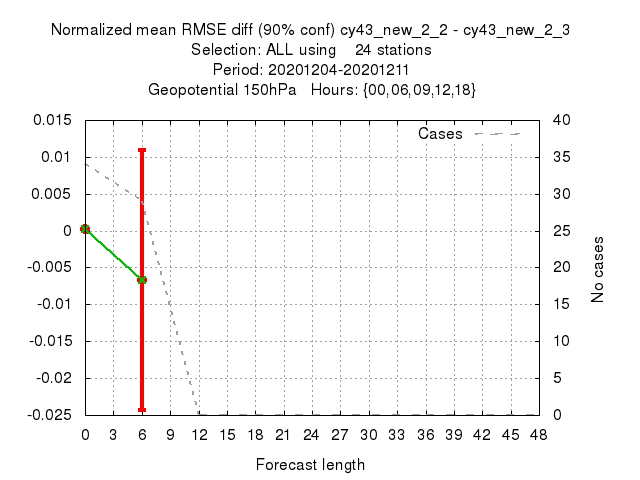 Normalized mean RMSE diff (90% conf) cy43_new_2_2 - cy43_new_2_3
Selection: ALL using 24 stations
Period: 20201204-20201211
Geopotential 150hPa Hours: {00,06,09,12,18}
Cases
0.015
0.01
0.005
0
-0.005
-0.01
-0.015
-0.02
-0.025
40
35
30
25
20
15
10
5
0
No cases
0 3 6 9 12 15 18 21 24 27 30 33 36 39 42 45 48
Forecast length